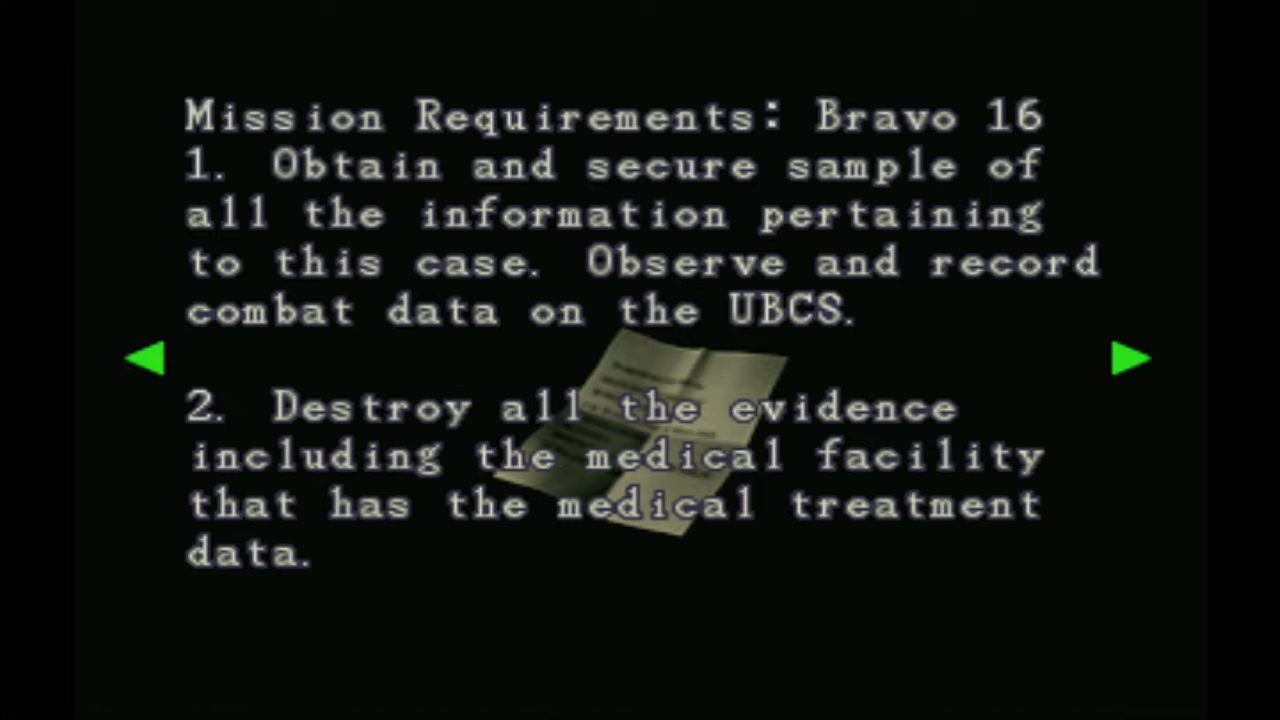 Mission Requirements: Bravo 16
1. Obtain and secure sample of
all the information pertaining
to this case. Observe and record
combat data on the UBCS.
2. Destroy all the evidence
including the medical facility
that has the medical treatment
data.